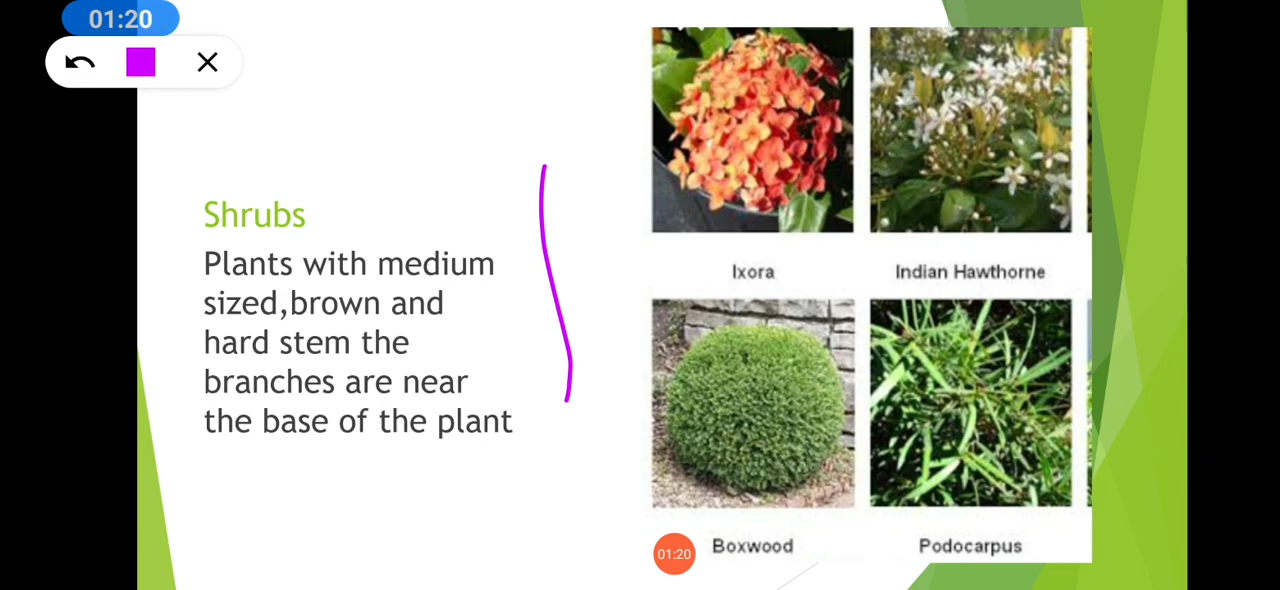 01:20
Shrubs
Plants with medium
sized,brown and
hard stem the
branches are near
the base of the plant
Ixora
Indian Hawthorne
Boxwood
Podocarpus
01:20